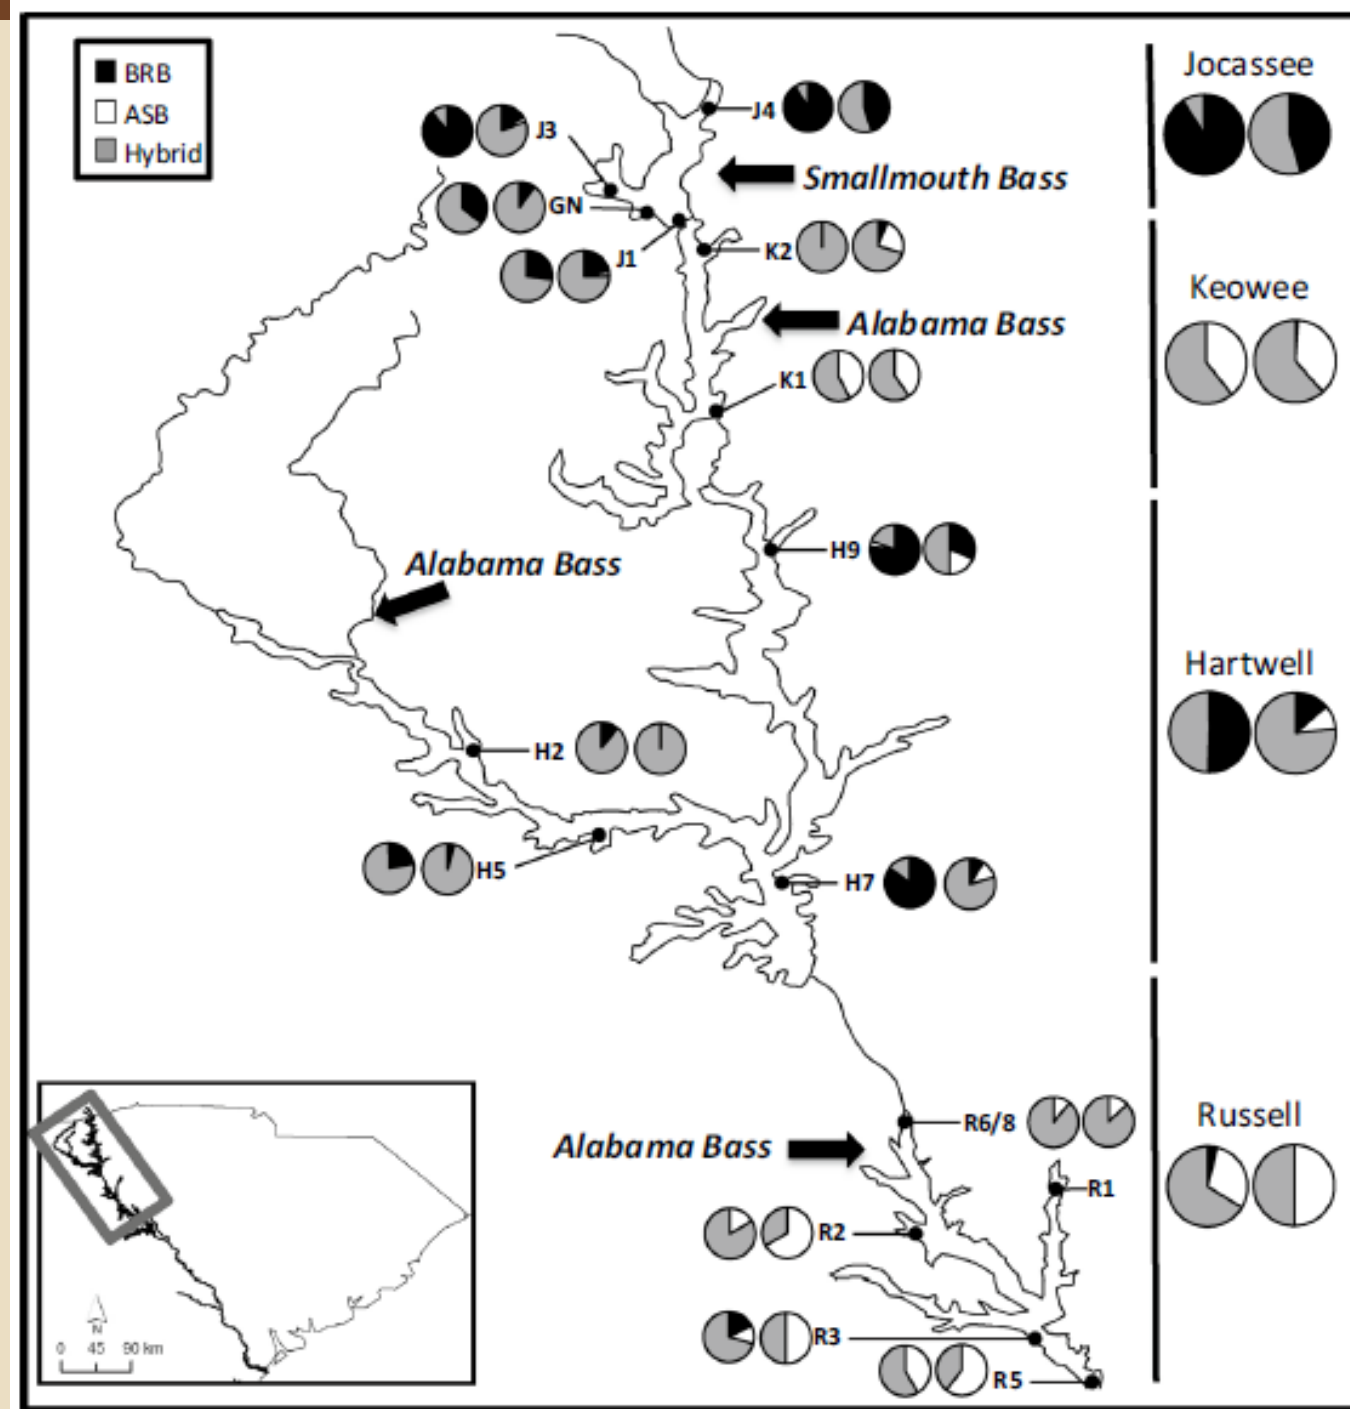 BRB
ASB
Hybrid
Jocassee
J4
J3
Smallmouth Bass
GN
J1
K2
Keowee
Alabama Bass
K1
H9
Alabama Bass
Hartwell
H2
H5
H7
Russell
R6/8
Alabama Bass
R1
R2
R3
R5
N
0 45 90 km